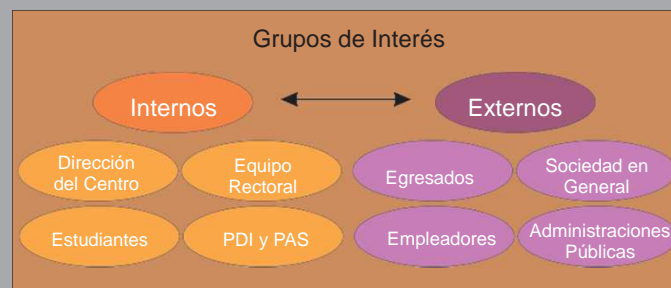 Grupos de Interés
Internos
Externos
Dirección
del Centro
Equipo
Rectoral
Egresados
Sociedad en
General
Estudiantes
PDI y PAS
Empleadores
Administraciones
Públicas